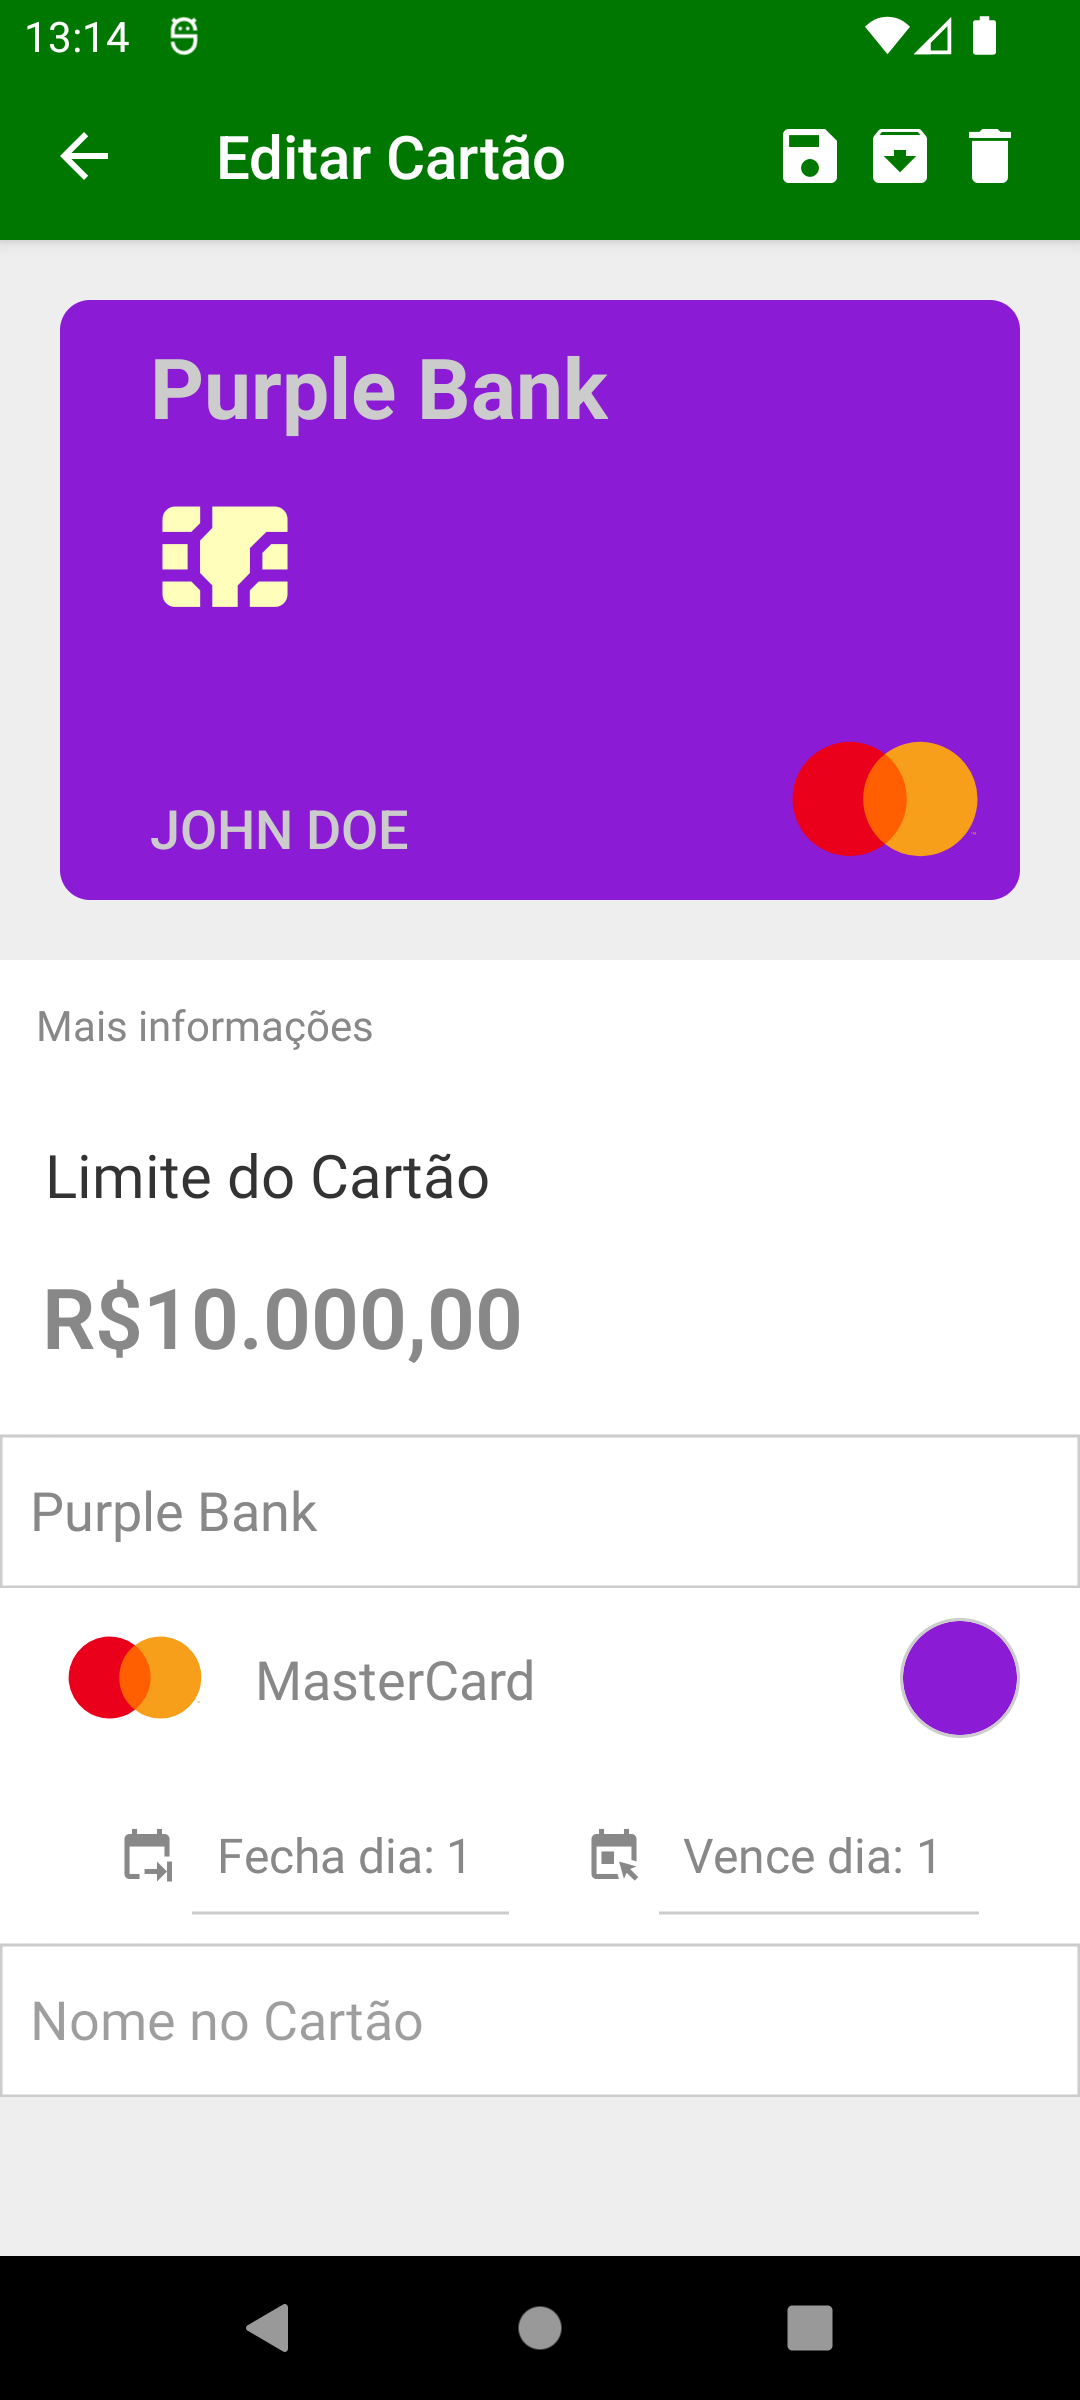 13:14
Editar Cartão
Purple Bank
JOHN DOE
Mais informações
Limite do Cartão
R$10.000,00
Purple Bank
MasterCard
Fecha dia: 1
Vence dia: 1
Nome no Cartão